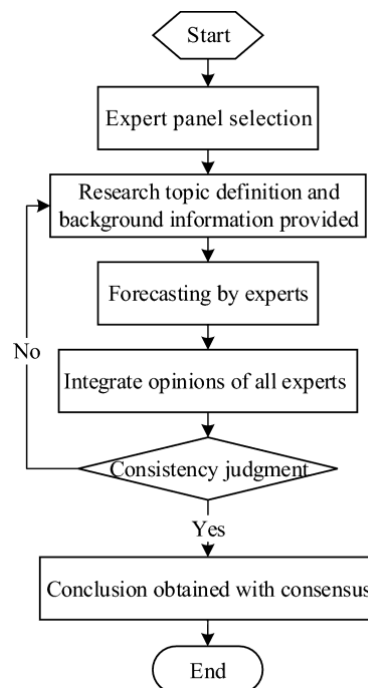 Start
Expert panel selection
Research topic definition and
background information provided
Forecasting by experts
No
Integrate opinions of all experts
Consistency judgment
Yes
Conclusion obtained with consensus
End